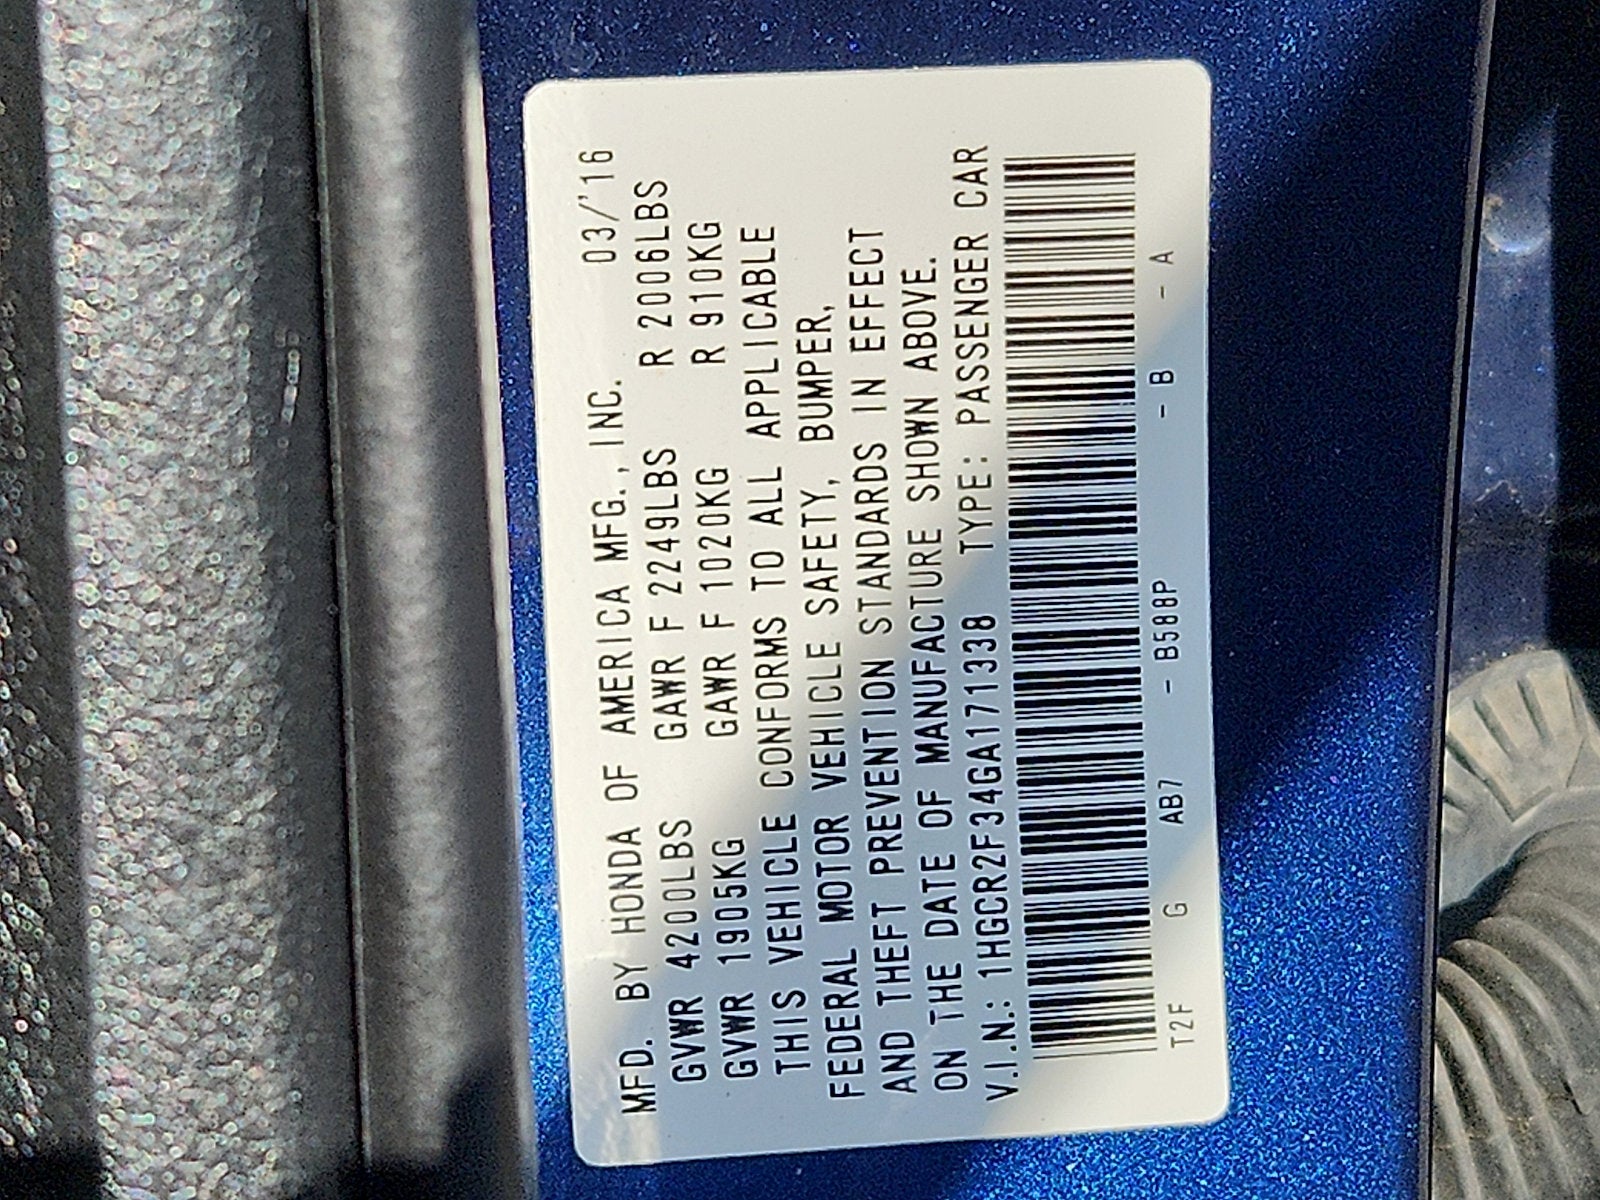 MFD. BY HONDA OF AMERICA MFG., INC. 03/'16
GVWR 4200LBS GAWR F 2249LBS R 2006LBS
GVWR 1905KG GAWR F 1020KG R 910KG
THIS VEHICLE CONFORMS TO ALL APPLICABLE
FEDERAL MOTOR VEHICLE SAFETY, BUMPER,
AND THEFT PREVENTION STANDARDS IN EFFECT
ON THE DATE OF MANUFACTURE SHOWN ABOVE.
V.I.N.: 1HGCR2F34GA171338 TYPE: PASSENGER CAR
T2F G AB7 - B588P - B - A